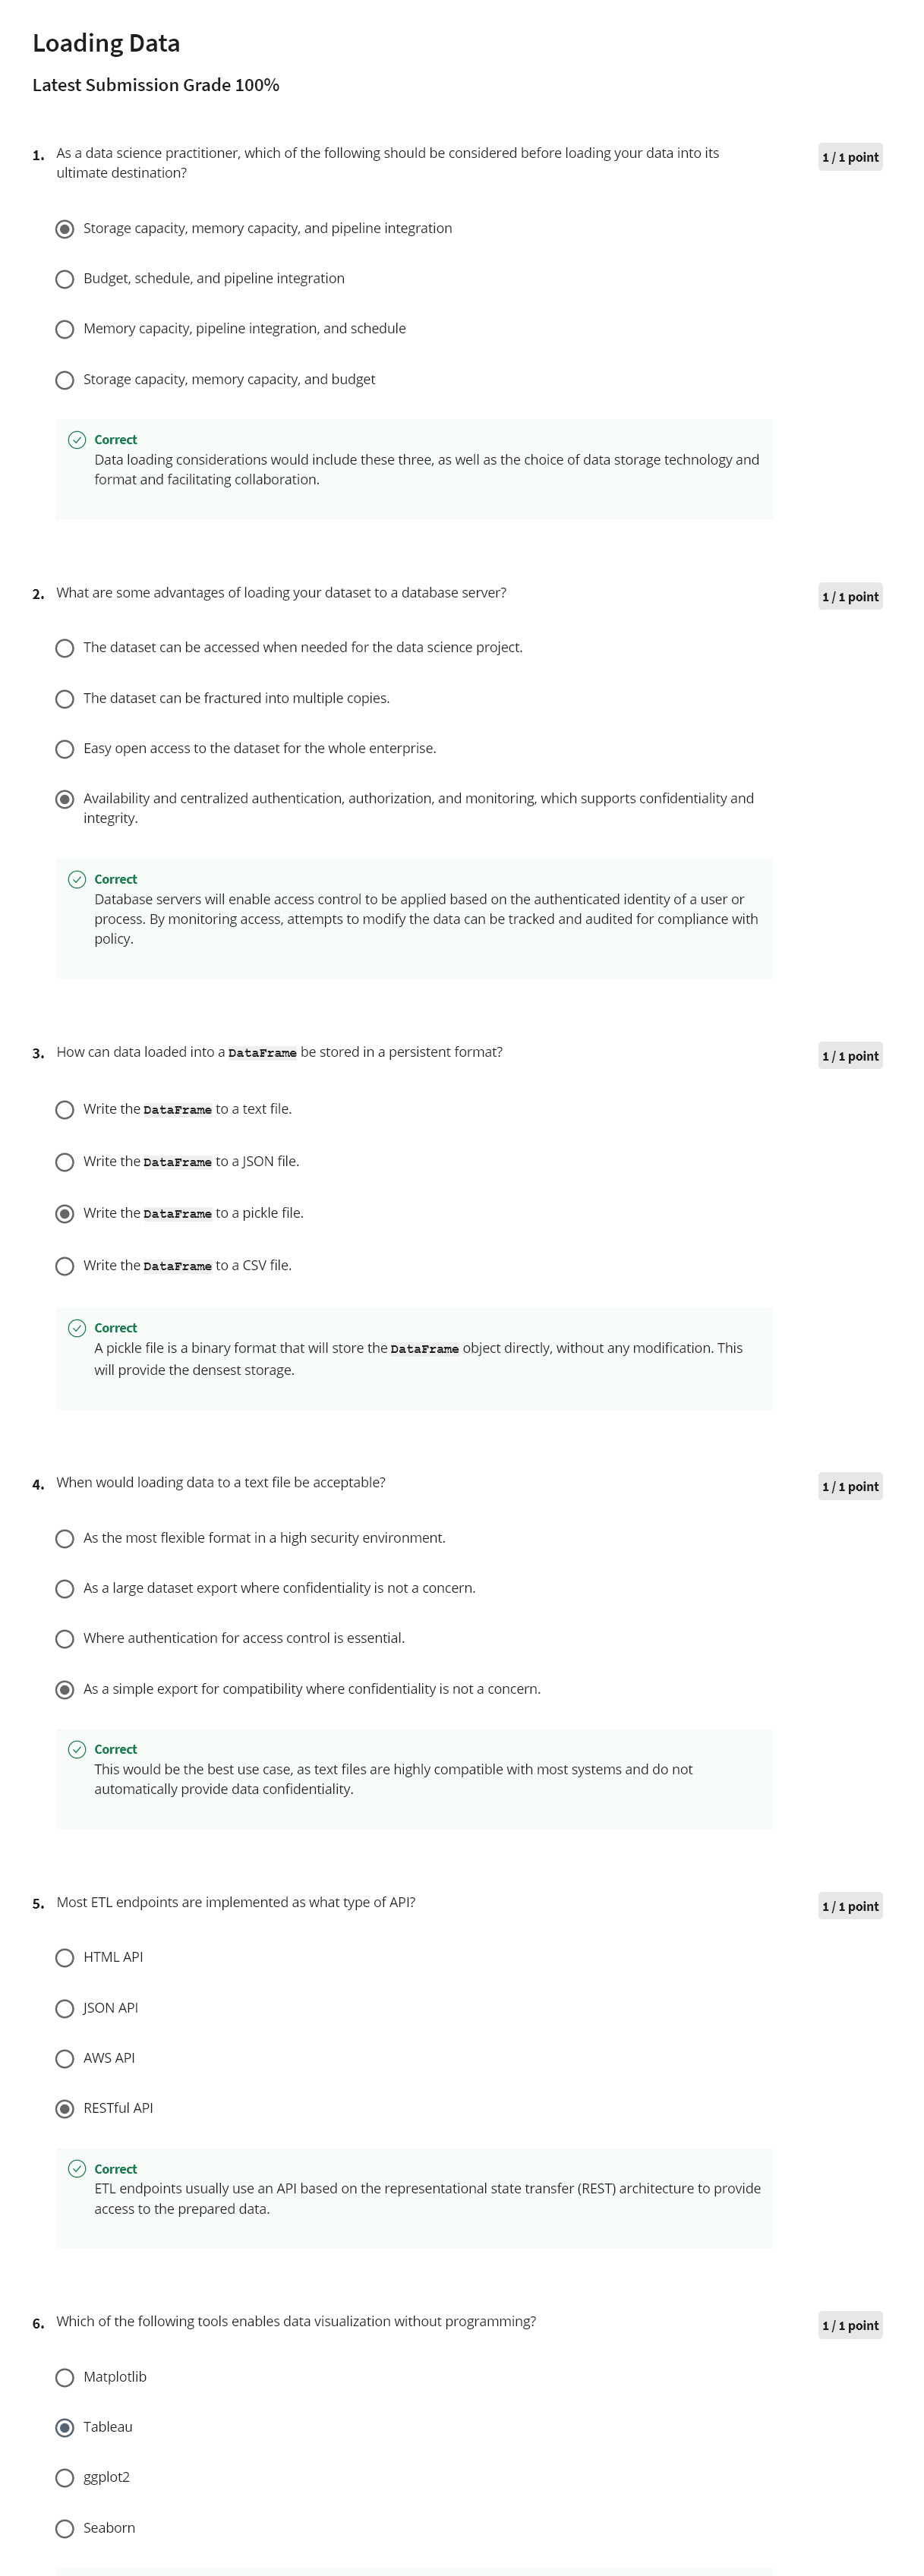 Loading Data
Latest Submission Grade 100%
1. As a data science practitioner, which of the following should be considered before loading your data into its
ultimate destination?
1 / 1 point
Storage capacity, memory capacity, and pipeline integration
Budget, schedule, and pipeline integration
Memory capacity, pipeline integration, and schedule
Storage capacity, memory capacity, and budget
Correct
Data loading considerations would include these three, as well as the choice of data storage technology and
format and facilitating collaboration.
2. What are some advantages of loading your dataset to a database server?
1 / 1 point
The dataset can be accessed when needed for the data science project.
The dataset can be fractured into multiple copies.
Easy open access to the dataset for the whole enterprise.
Availability and centralized authentication, authorization, and monitoring, which supports confidentiality and
integrity.
Correct
Database servers will enable access control to be applied based on the authenticated identity of a user or
process. By monitoring access, attempts to modify the data can be tracked and audited for compliance with
policy.
3. How can data loaded into a DataFrame be stored in a persistent format?
1 / 1 point
Write the DataFrame to a text file.
Write the DataFrame to a JSON file.
Write the DataFrame to a pickle file.
Write the DataFrame to a CSV file.
Correct
A pickle file is a binary format that will store the DataFrame object directly, without any modification. This
will provide the densest storage.
4. When would loading data to a text file be acceptable?
1 / 1 point
As the most flexible format in a high security environment.
As a large dataset export where confidentiality is not a concern.
Where authentication for access control is essential.
As a simple export for compatibility where confidentiality is not a concern.
Correct
This would be the best use case, as text files are highly compatible with most systems and do not
automatically provide data confidentiality.
5. Most ETL endpoints are implemented as what type of API?
1 / 1 point
HTML API
JSON API
AWS API
RESTful API
Correct
ETL endpoints usually use an API based on the representational state transfer (REST) architecture to provide
access to the prepared data.
6. Which of the following tools enables data visualization without programming?
1 / 1 point
Matplotlib
Tableau
ggplot2
Seaborn